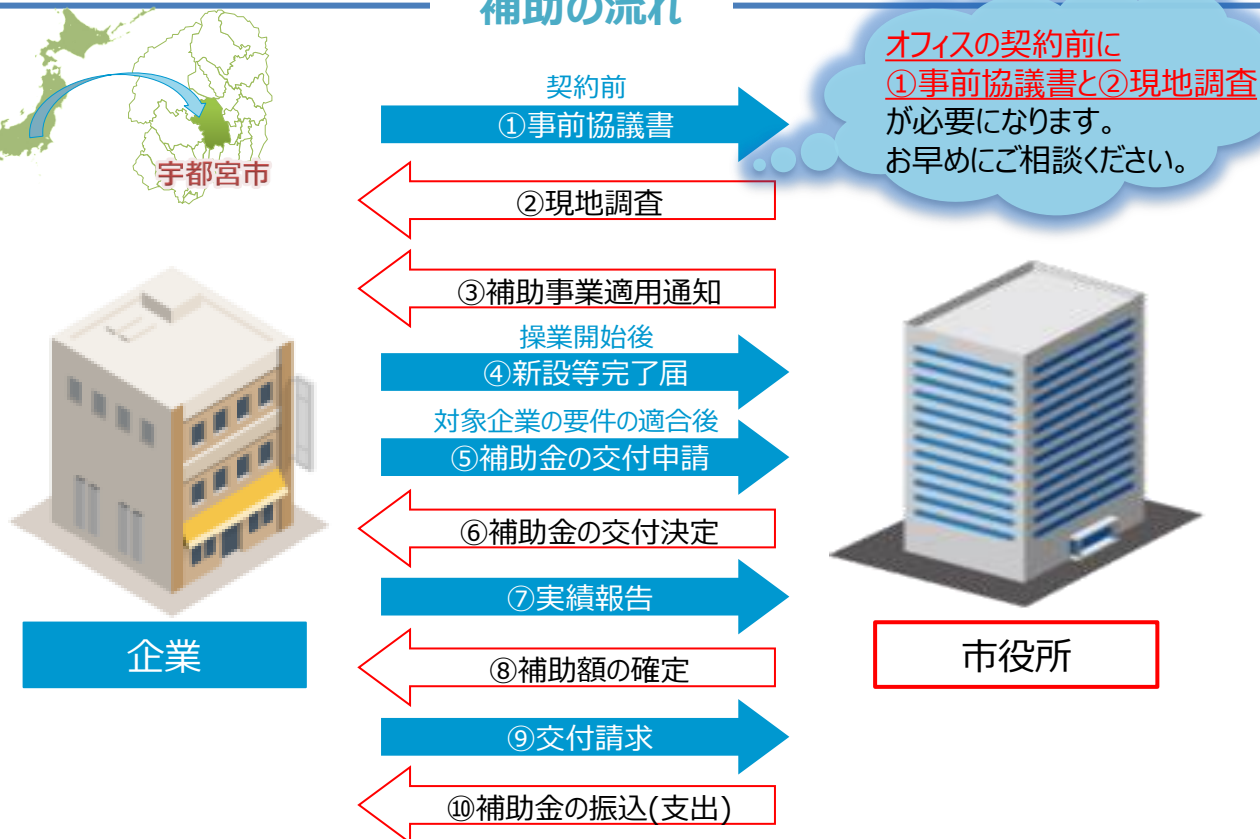 補助の流れ
宇都宮市
オフィスの契約前に
①事前協議書と②現地調査
が必要になります。
お早めにご相談ください。
契約前
①事前協議書
②現地調査
③補助事業適用通知
操業開始後
④新設等完了届
対象企業の要件の適合後
⑤補助金の交付申請
⑥補助金の交付決定
⑦実績報告
⑧補助額の確定
⑨交付請求
⑩補助金の振込(支出)
企業
市役所